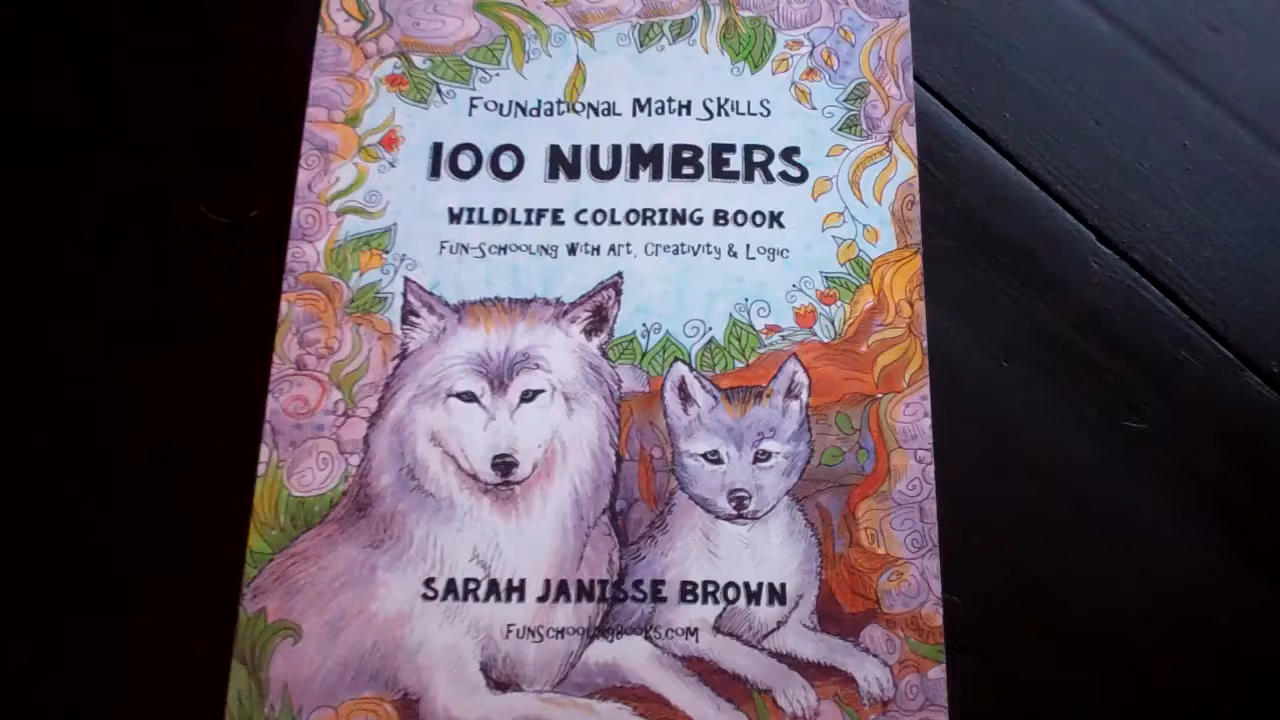 Foundational Math Skills
100 NUMBERS
WILDLIFE COLORING BOOK
Fun-Schooling With Art, Creativity & Logic
SARAH JANISSE BROWN
FUNSCHOOLINGBOOKS.COM